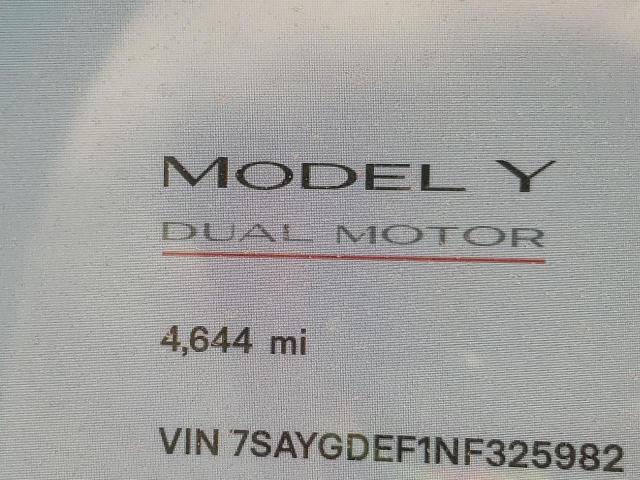 MODEL Y
DUAL MOTOR
4,644 mi
VIN 7SAYGDEF1NF325982